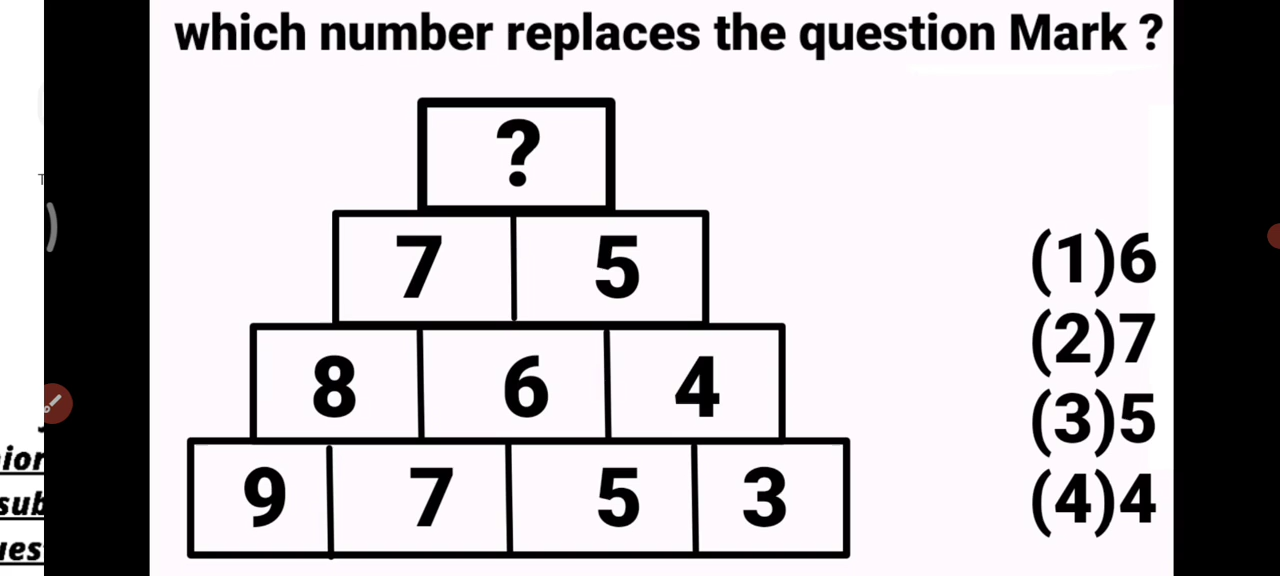 which number replaces the question Mark ?
?
7 5
8 6 4
9 7 5 3
(1)6
(2)7
(3)5
(4)4